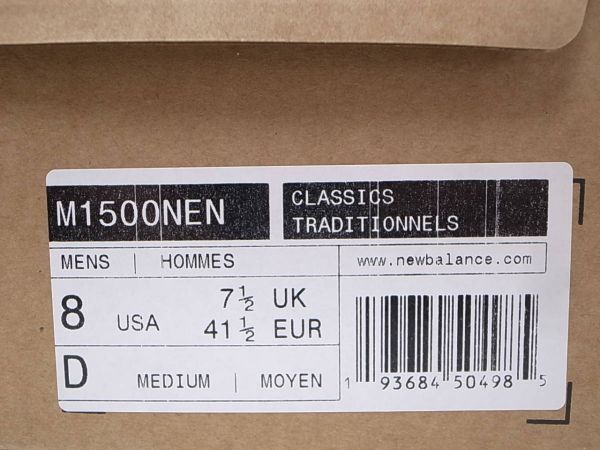 M1500NEN
CLASSICS
TRADITIONNELS
MENS | HOMMES
www.newbalance.com
8 USA
7½ UK
41½ EUR
D MEDIUM | MOYEN
1 93684 50498 5